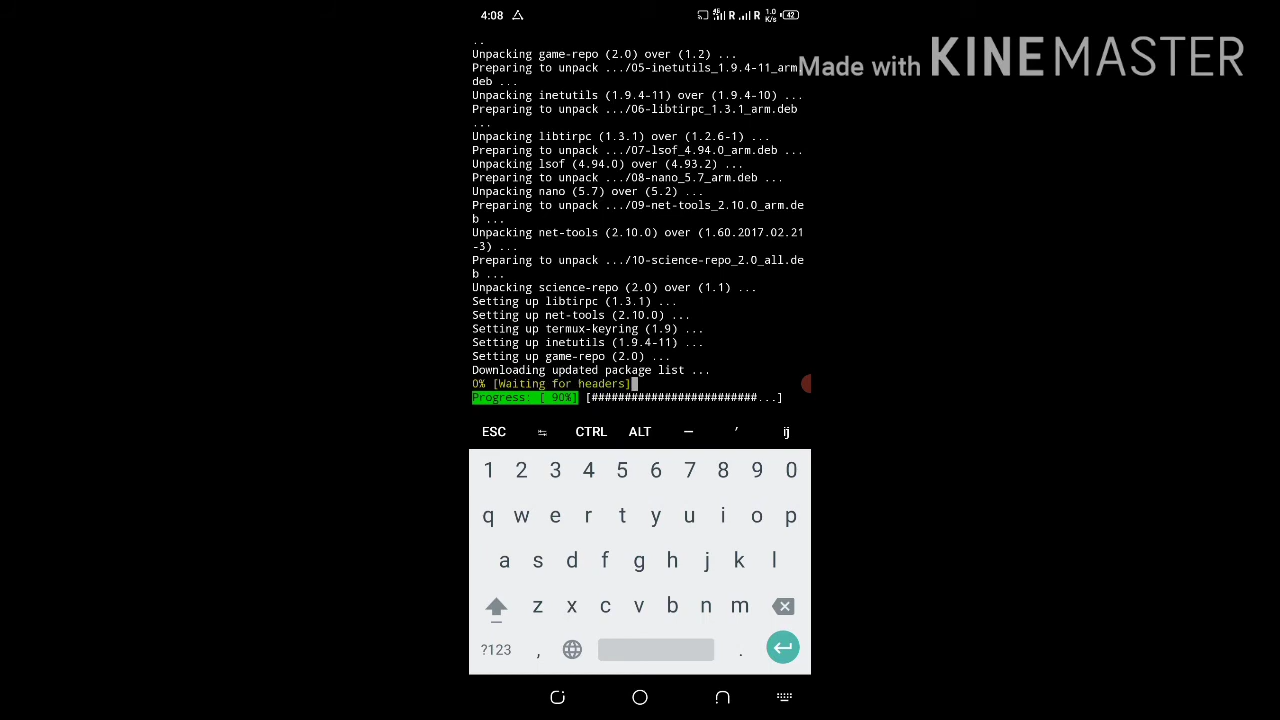 4:08
4G R R 1.0 K/s 42
Made with KINEMASTER
..
Unpacking game-repo (2.0) over (1.2) ...
Preparing to unpack .../05-inetutils_1.9.4-11_arm.
deb ...
Unpacking inetutils (1.9.4-11) over (1.9.4-10) ...
Preparing to unpack .../06-libtirpc_1.3.1_arm.deb
...
Unpacking libtirpc (1.3.1) over (1.2.6-1) ...
Preparing to unpack .../07-lsof_4.94.0_arm.deb ...
Unpacking lsof (4.94.0) over (4.93.2) ...
Preparing to unpack .../08-nano_5.7_arm.deb ...
Unpacking nano (5.7) over (5.2) ...
Preparing to unpack .../09-net-tools_2.10.0_arm.de
b ...
Unpacking net-tools (2.10.0) over (1.60.2017.02.21
-3) ...
Preparing to unpack .../10-science-repo_2.0_all.de
b ...
Unpacking science-repo (2.0) over (1.1) ...
Setting up libtirpc (1.3.1) ...
Setting up net-tools (2.10.0) ...
Setting up termux-keyring (1.9) ...
Setting up inetutils (1.9.4-11) ...
Setting up game-repo (2.0) ...
Downloading updated package list ...
0% [Waiting for headers]
Progress: [ 90%] [#########################...]
ESC CTRL ALT — ′ ij
1 2 3 4 5 6 7 8 9 0
q w e r t y u i o p
a s d f g h j k l
z x c v b n m
?123 , .